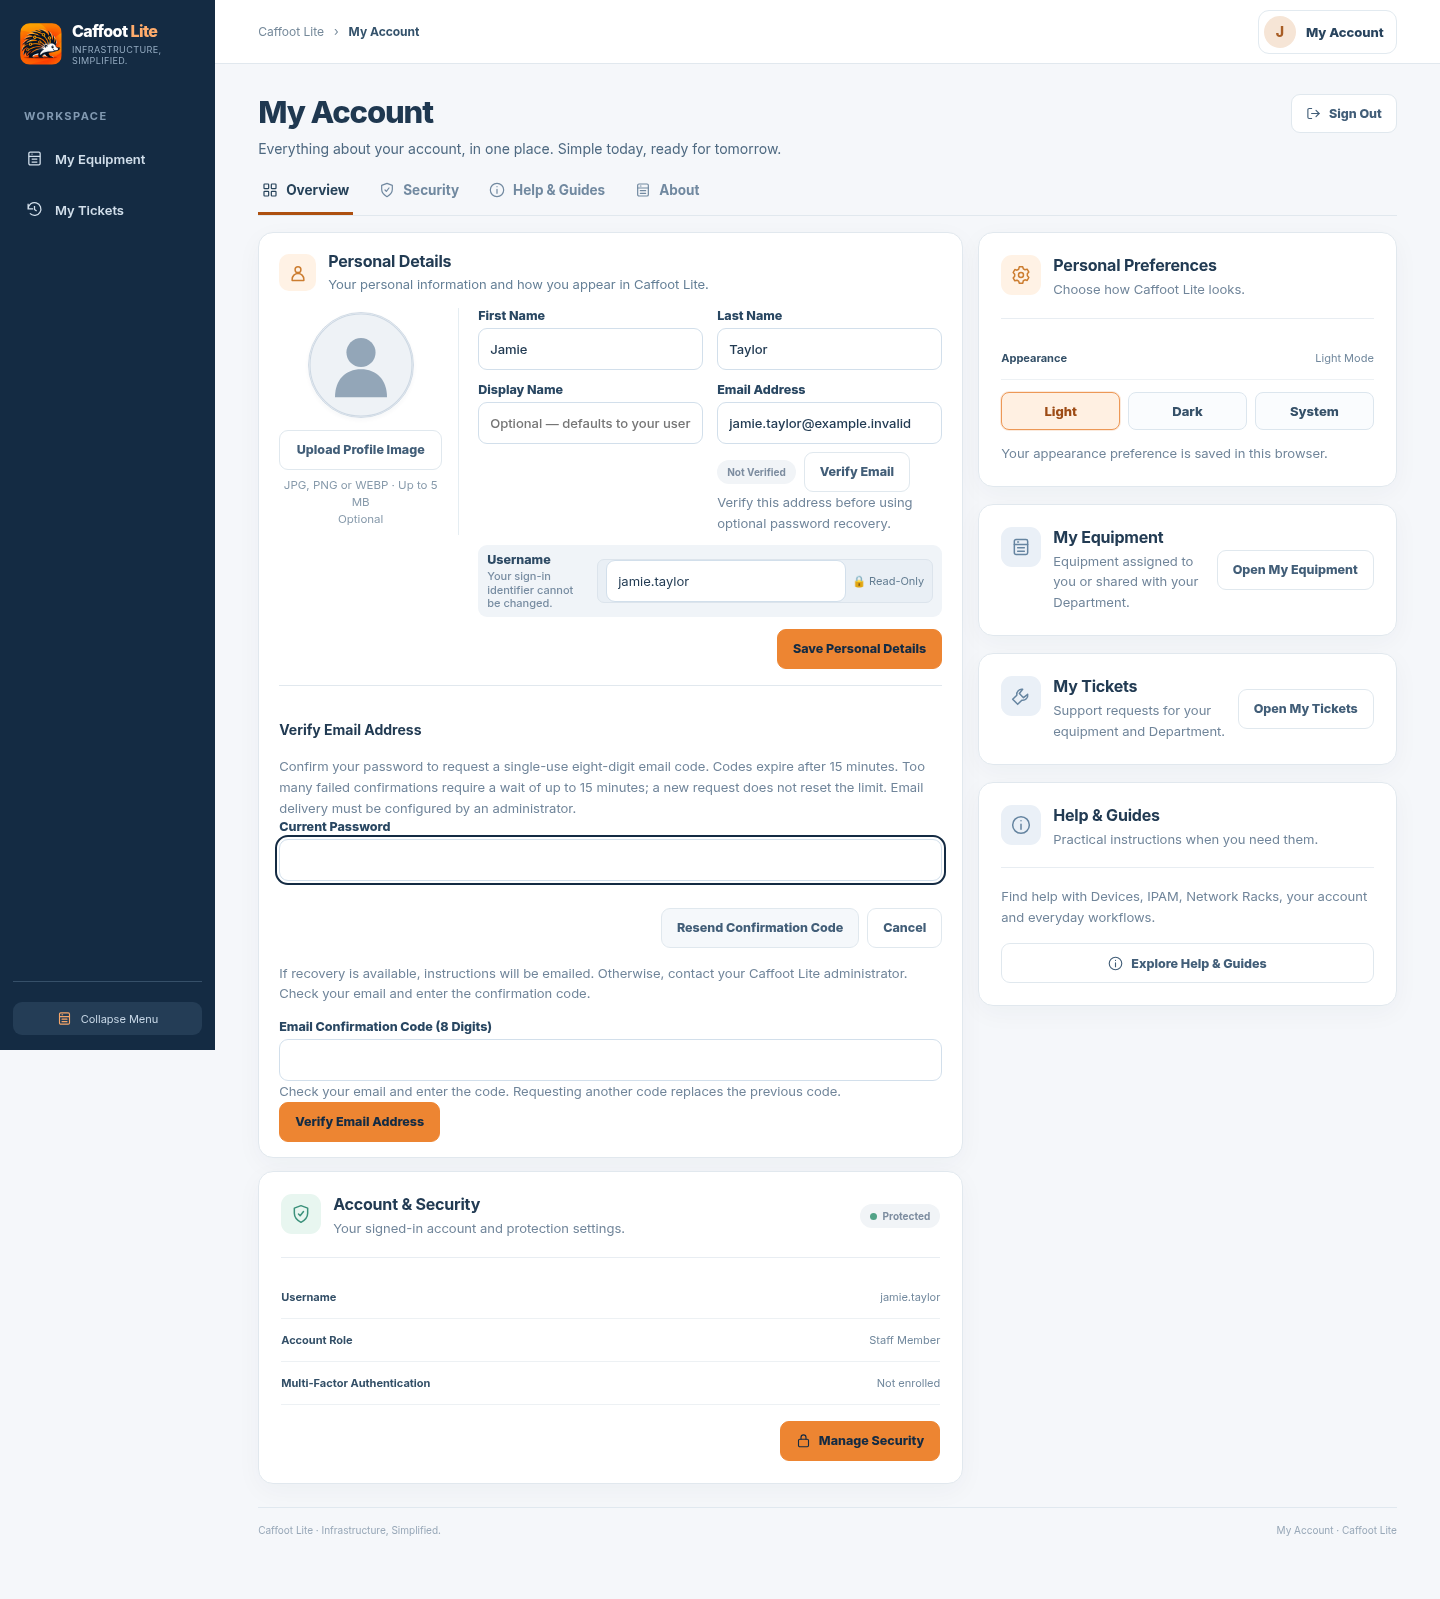 Caffoot Lite
INFRASTRUCTURE,
SIMPLIFIED.
WORKSPACE
My Equipment
My Tickets
Collapse Menu
Caffoot Lite › My Account
J My Account
My Account
Sign Out
Everything about your account, in one place. Simple today, ready for tomorrow.
Overview Security Help & Guides About
Personal Details
Your personal information and how you appear in Caffoot Lite.
Upload Profile Image
JPG, PNG or WEBP · Up to 5
MB
Optional
First Name Last Name
Jamie Taylor
Display Name Email Address
Optional — defaults to your user jamie.taylor@example.invalid
Not Verified Verify Email
Verify this address before using
optional password recovery.
Username
Your sign-in
identifier cannot
be changed.
jamie.taylor
🔒 Read-Only
Save Personal Details
Verify Email Address
Confirm your password to request a single-use eight-digit email code. Codes expire after 15 minutes. Too
many failed confirmations require a wait of up to 15 minutes; a new request does not reset the limit. Email
delivery must be configured by an administrator.
Current Password
Resend Confirmation Code Cancel
If recovery is available, instructions will be emailed. Otherwise, contact your Caffoot Lite administrator.
Check your email and enter the confirmation code.
Email Confirmation Code (8 Digits)
Check your email and enter the code. Requesting another code replaces the previous code.
Verify Email Address
Account & Security
Your signed-in account and protection settings.
Protected
Username jamie.taylor
Account Role Staff Member
Multi-Factor Authentication Not enrolled
Manage Security
Personal Preferences
Choose how Caffoot Lite looks.
Appearance Light Mode
Light Dark System
Your appearance preference is saved in this browser.
My Equipment
Equipment assigned to
you or shared with your
Department.
Open My Equipment
My Tickets
Support requests for your
equipment and Department.
Open My Tickets
Help & Guides
Practical instructions when you need them.
Find help with Devices, IPAM, Network Racks, your account
and everyday workflows.
Explore Help & Guides
Caffoot Lite · Infrastructure, Simplified.
My Account · Caffoot Lite